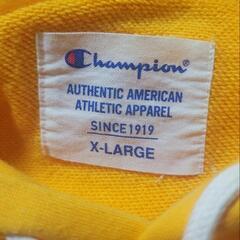 Champion
AUTHENTIC AMERICAN
ATHLETIC APPAREL
SINCE 1919
X-LARGE